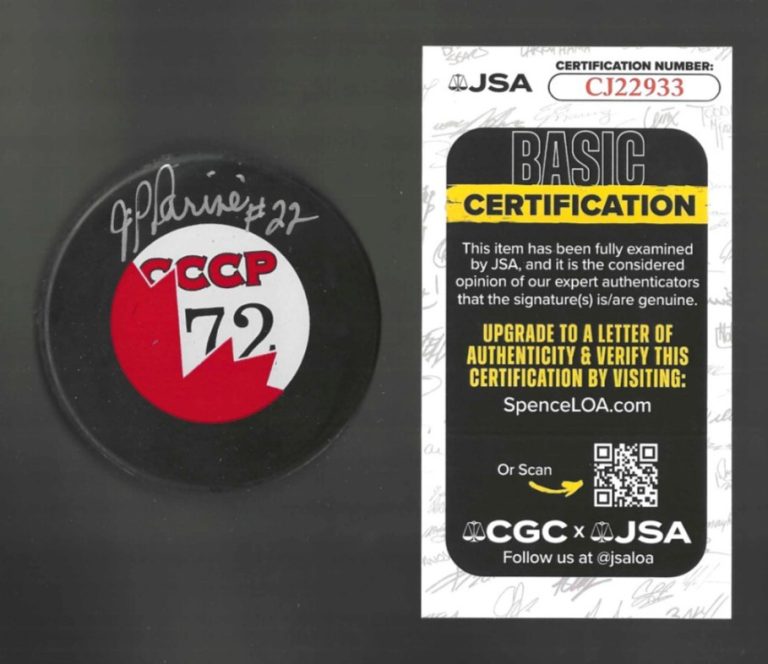 JP Parisé #22
CCCP
72
JSA
CERTIFICATION NUMBER:
CJ22933
BASIC
CERTIFICATION
This item has been fully examined
by JSA, and it is the considered
opinion of our expert authenticators
that the signature(s) is/are genuine.
UPGRADE TO A LETTER OF
AUTHENTICITY & VERIFY THIS
CERTIFICATION BY VISITING:
SpenceLOA.com
Or Scan
CGC x JSA
Follow us at @jsaloa